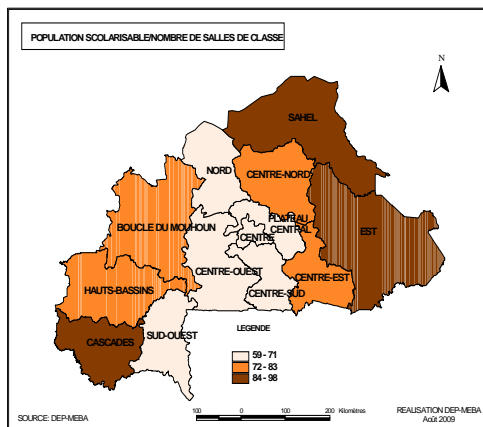 POPULATION SCOLARISABLE/NOMBRE DE SALLES DE CLASSE
N
SAHEL
NORD
CENTRE-NORD
PLATEAU
CENTRAL
EST
BOUCLE DU MOUHOUN
CENTRE
CENTRE-OUEST
CENTRE-EST
HAUTS-BASSINS
CENTRE-SUD
SUD-OUEST
CASCADES
LEGENDE
59 - 71
72 - 83
84 - 98
100 0 100 200 Kilomètres
SOURCE: DEP-MEBA
REALISATION DEP-MEBA
Août 2009